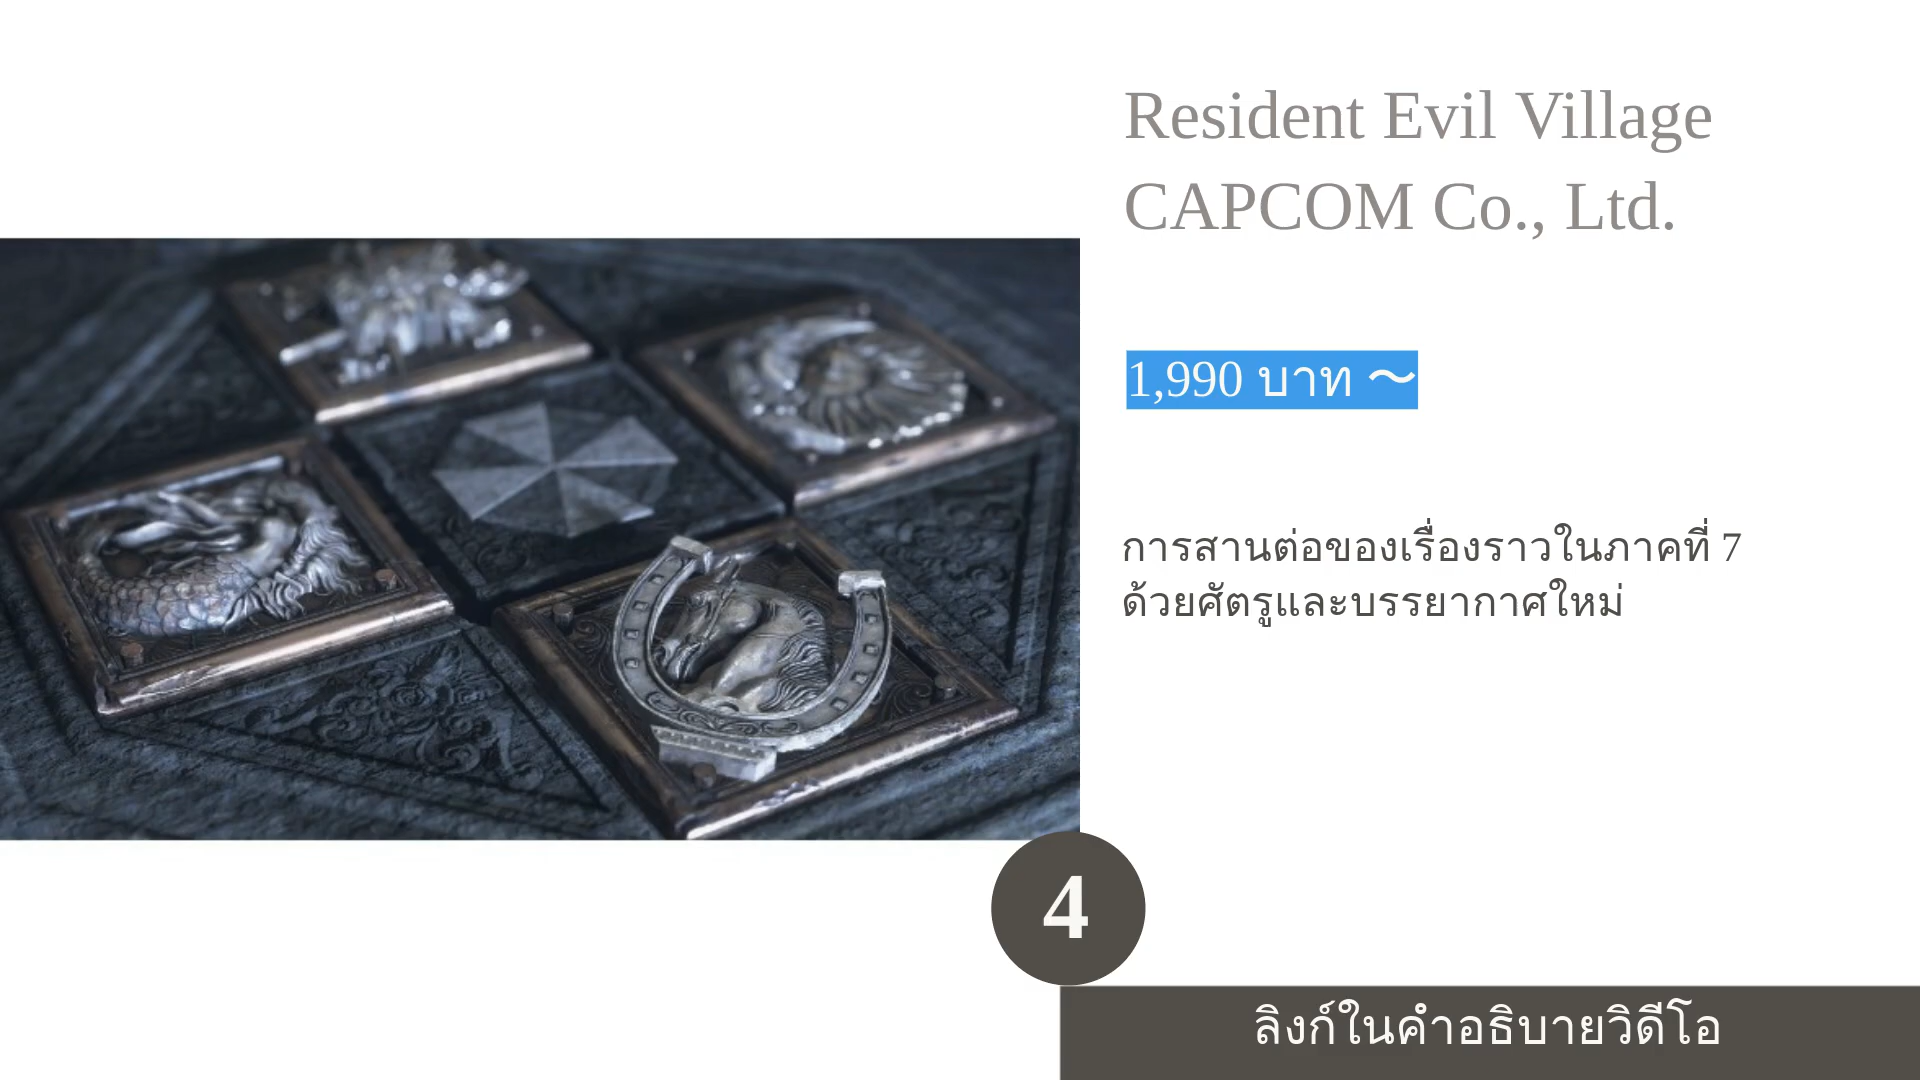 Resident Evil Village
CAPCOM Co., Ltd.
1,990 บาท 〜
การสานต่อของเรื่องราวในภาคที่ 7
ด้วยศัตรูและบรรยากาศใหม่
4
ลิงก์ในคำอธิบายวิดีโอ